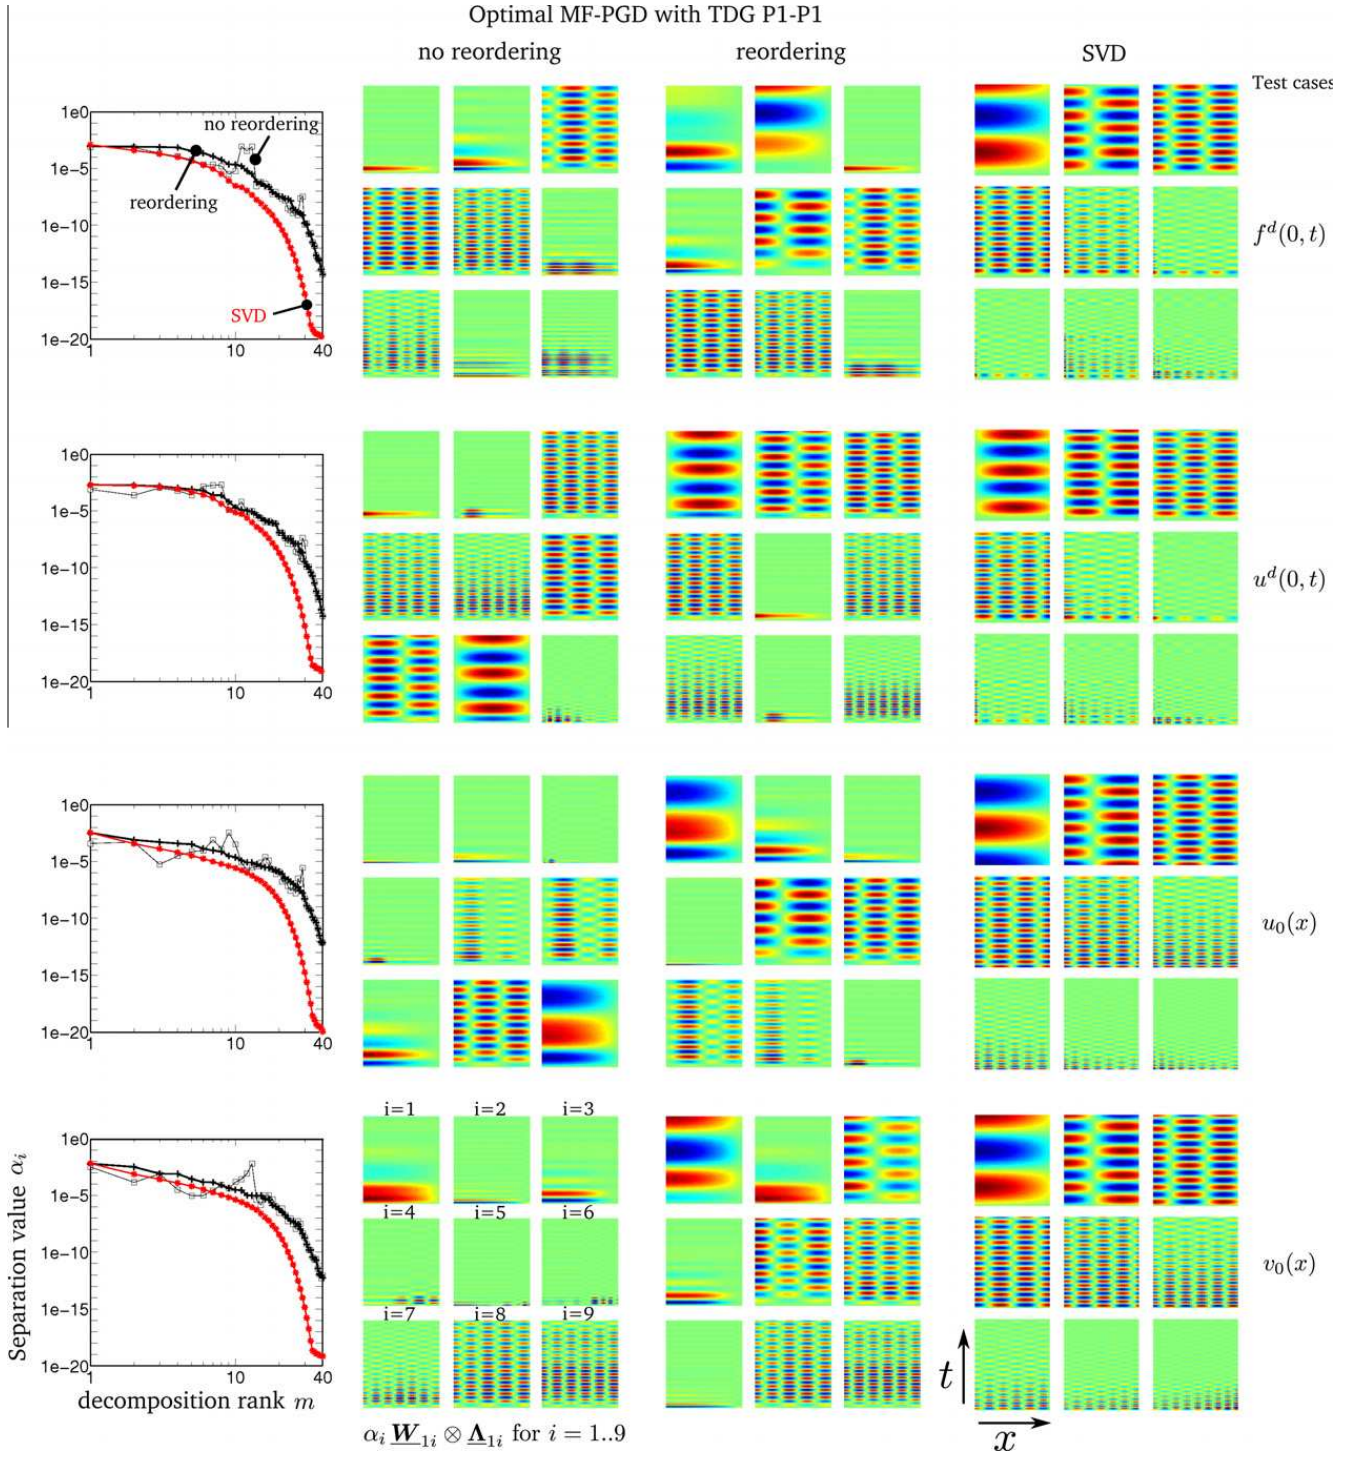 Optimal MF-PGD with TDG P1-P1
no reordering
reordering
SVD
Test cases
1e0
1e−5
1e−10
1e−15
1e−20
1
10
40
no reordering
reordering
SVD
f^d(0, t)
1e0
1e−5
1e−10
1e−15
1e−20
1
10
40
u^d(0, t)
1e0
1e−5
1e−10
1e−15
1e−20
1
10
40
u_0(x)
Separation value α_i
1e0
1e−5
1e−10
1e−15
1e−20
1
10
40
decomposition rank m
i=1 i=2 i=3
i=4 i=5 i=6
i=7 i=8 i=9
α_i W_{1i} ⊗ Λ_{1i} for i = 1..9
v_0(x)
t
x